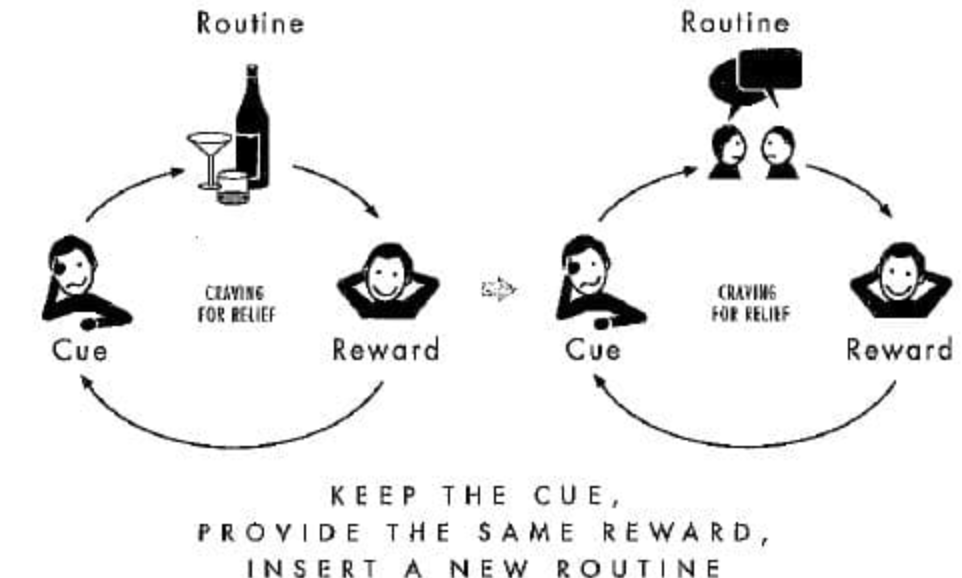 Routine
Routine
CRAVING
FOR RELIEF
Cue
Reward
CRAVING
FOR RELIEF
Cue
Reward
KEEP THE CUE,
PROVIDE THE SAME REWARD,
INSERT A NEW ROUTINE